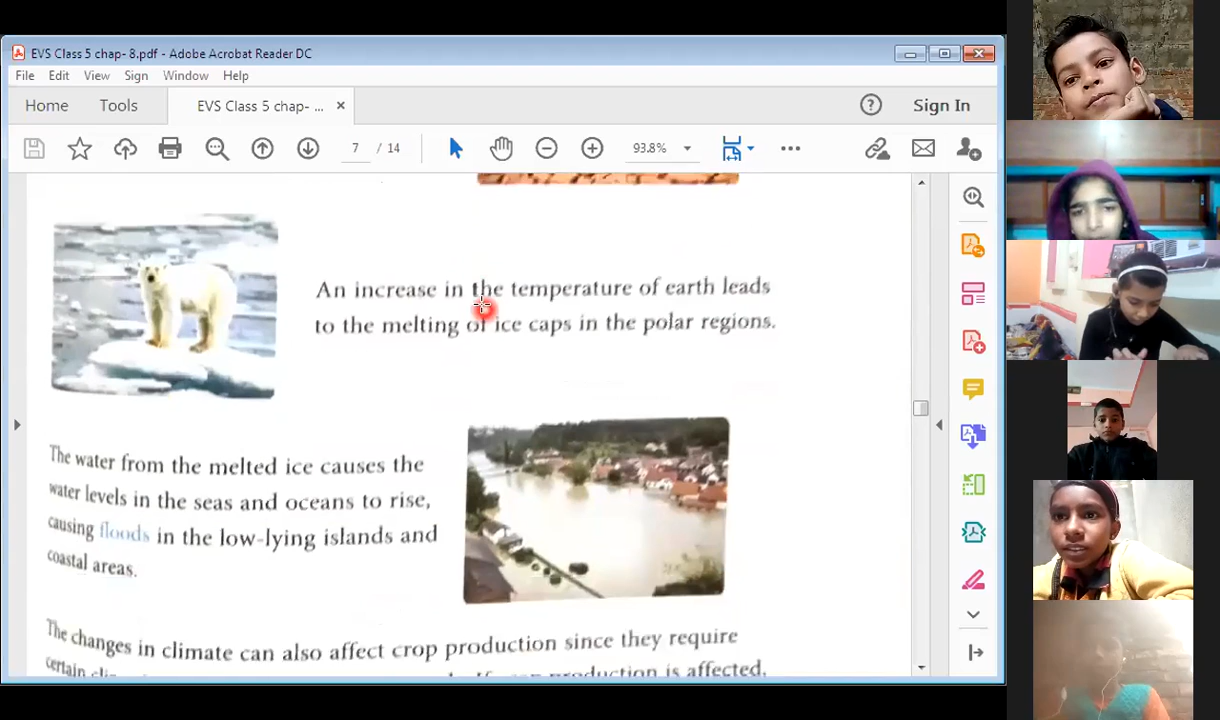 EVS Class 5 chap- 8.pdf - Adobe Acrobat Reader DC
File Edit View Sign Window Help
Home Tools EVS Class 5 chap- ... × ? Sign In
7 / 14 93.8%
An increase in the temperature of earth leads
to the melting of ice caps in the polar regions.
The water from the melted ice causes the
water levels in the seas and oceans to rise,
causing floods in the low-lying islands and
coastal areas.
The changes in climate can also affect crop production since they require
certain production is affected,